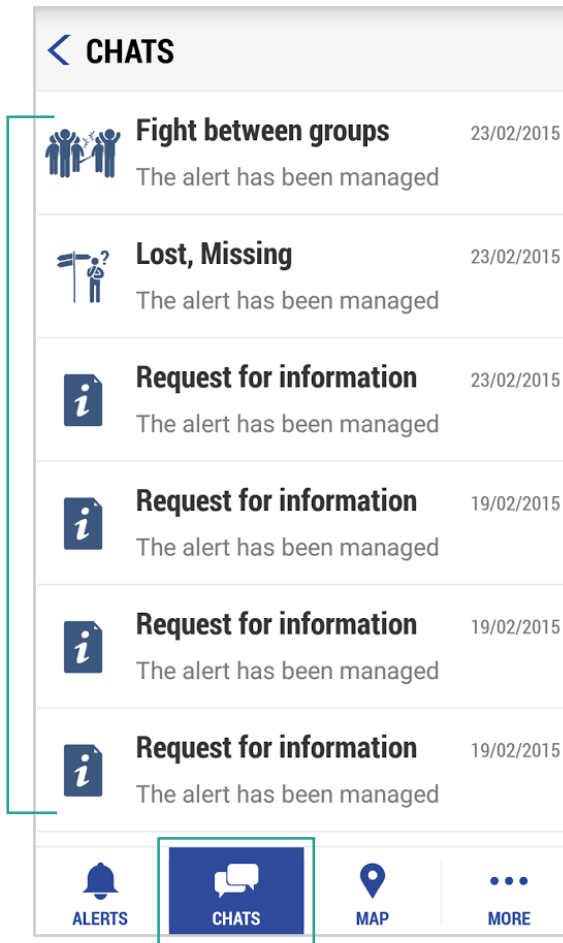 CHATS
Fight between groups 23/02/2015
The alert has been managed
Lost, Missing 23/02/2015
The alert has been managed
Request for information 23/02/2015
The alert has been managed
Request for information 19/02/2015
The alert has been managed
Request for information 19/02/2015
The alert has been managed
Request for information 19/02/2015
The alert has been managed
ALERTS CHATS MAP MORE